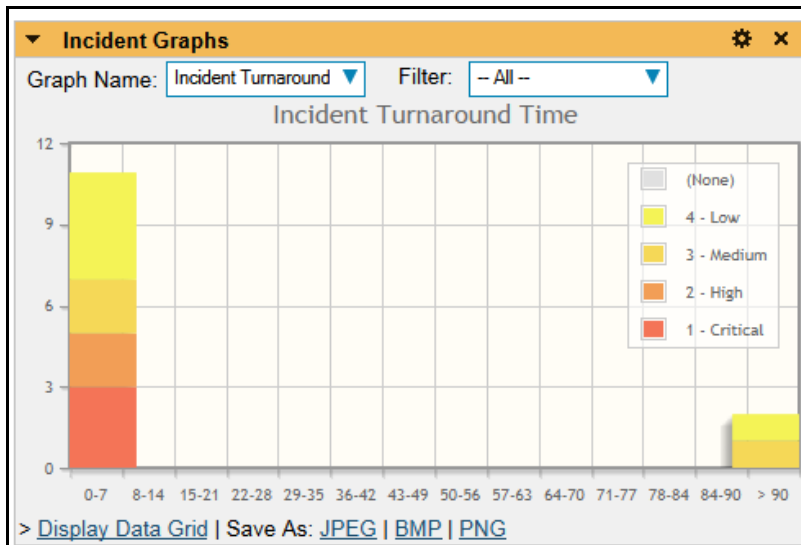 Incident Graphs
Graph Name: Incident Turnaround Filter: -- All --
Incident Turnaround Time
12
9
6
3
0
(None)
4 - Low
3 - Medium
2 - High
1 - Critical
0-7 8-14 15-21 22-28 29-35 36-42 43-49 50-56 57-63 64-70 71-77 78-84 84-90 > 90
> Display Data Grid | Save As: JPEG | BMP | PNG